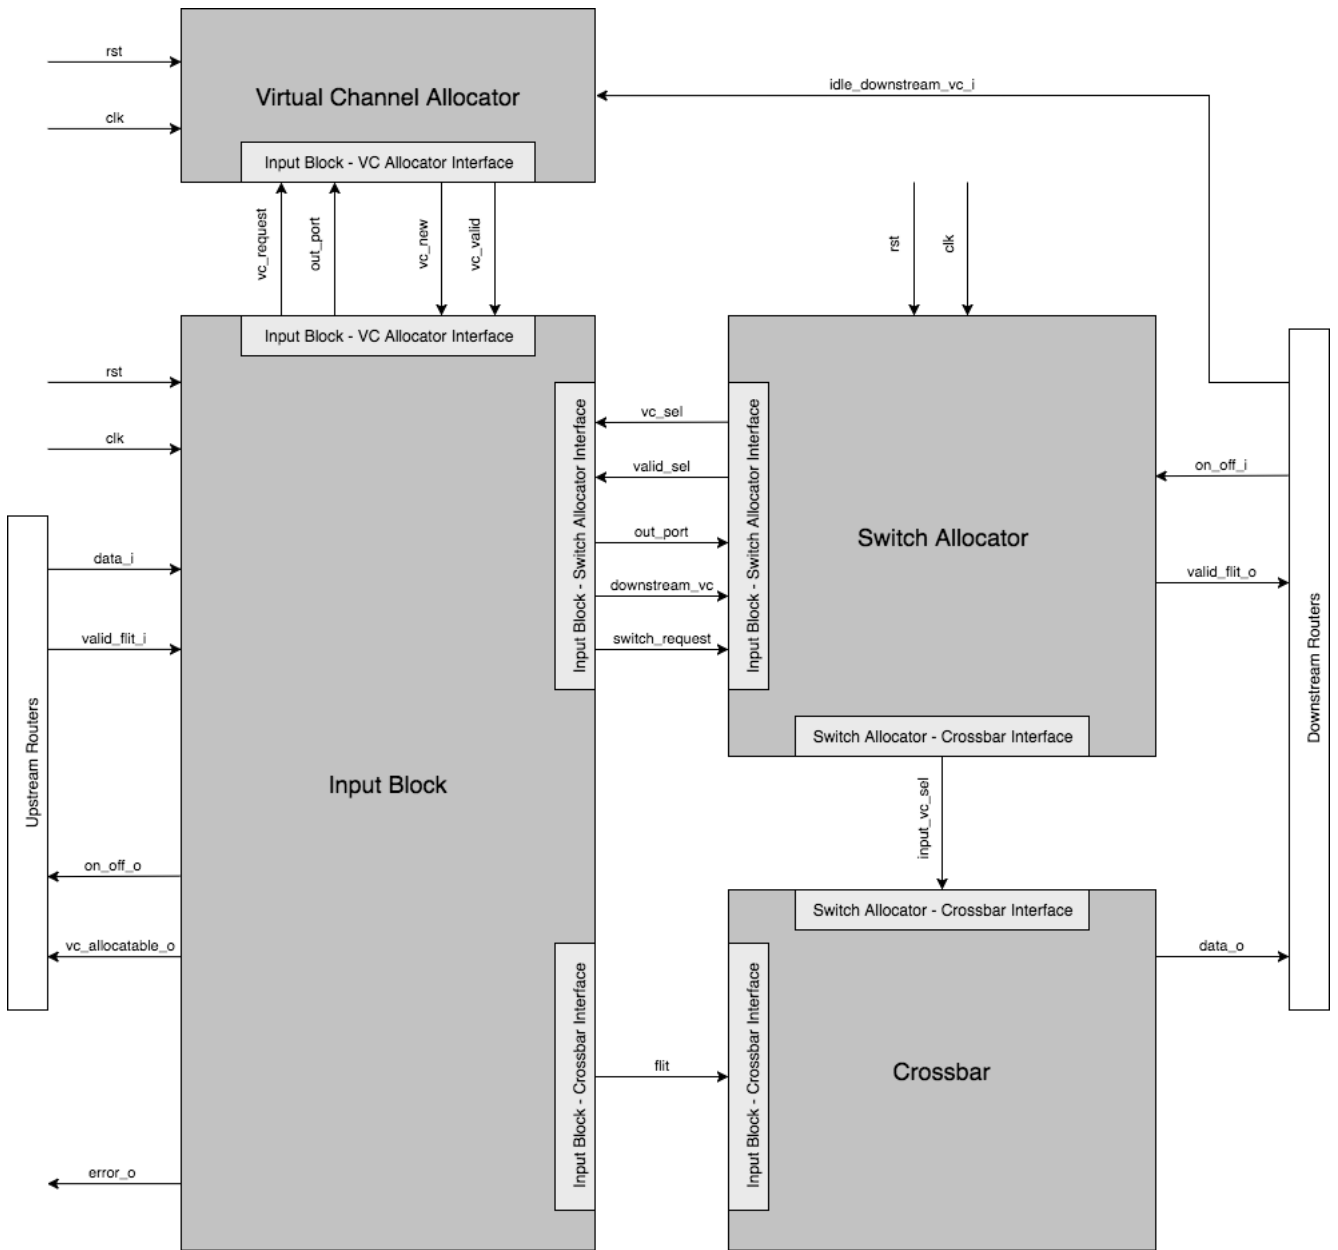 rst
clk
Virtual Channel Allocator
Input Block - VC Allocator Interface
idle_downstream_vc_i
vc_request
out_port
vc_new
vc_valid
rst
clk
Input Block - VC Allocator Interface
rst
clk
Upstream Routers
data_i
valid_flit_i
on_off_o
vc_allocatable_o
error_o
Input Block
Input Block - Switch Allocator Interface
vc_sel
valid_sel
out_port
downstream_vc
switch_request
Input Block - Switch Allocator Interface
Switch Allocator
Switch Allocator - Crossbar Interface
on_off_i
valid_flit_o
Downstream Routers
input_vc_sel
Switch Allocator - Crossbar Interface
Input Block - Crossbar Interface
flit
Input Block - Crossbar Interface
Crossbar
data_o